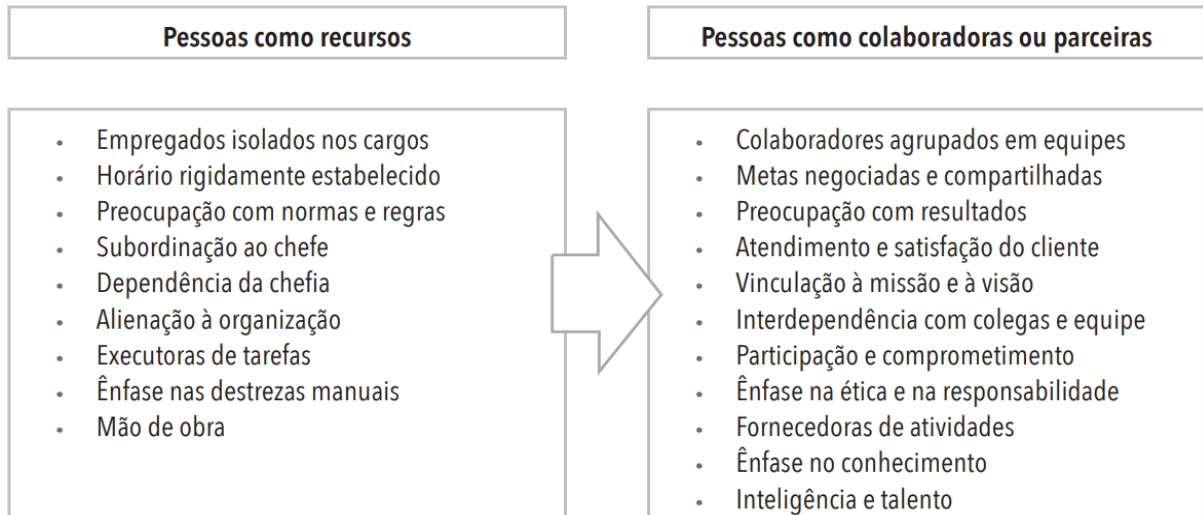 Pessoas como recursos
Empregados isolados nos cargos
Horário rigidamente estabelecido
Preocupação com normas e regras
Subordinação ao chefe
Dependência da chefia
Alienação à organização
Executoras de tarefas
Ênfase nas destrezas manuais
Mão de obra
Pessoas como colaboradoras ou parceiras
Colaboradores agrupados em equipes
Metas negociadas e compartilhadas
Preocupação com resultados
Atendimento e satisfação do cliente
Vinculação à missão e à visão
Interdependência com colegas e equipe
Participação e comprometimento
Ênfase na ética e na responsabilidade
Fornecedoras de atividades
Ênfase no conhecimento
Inteligência e talento